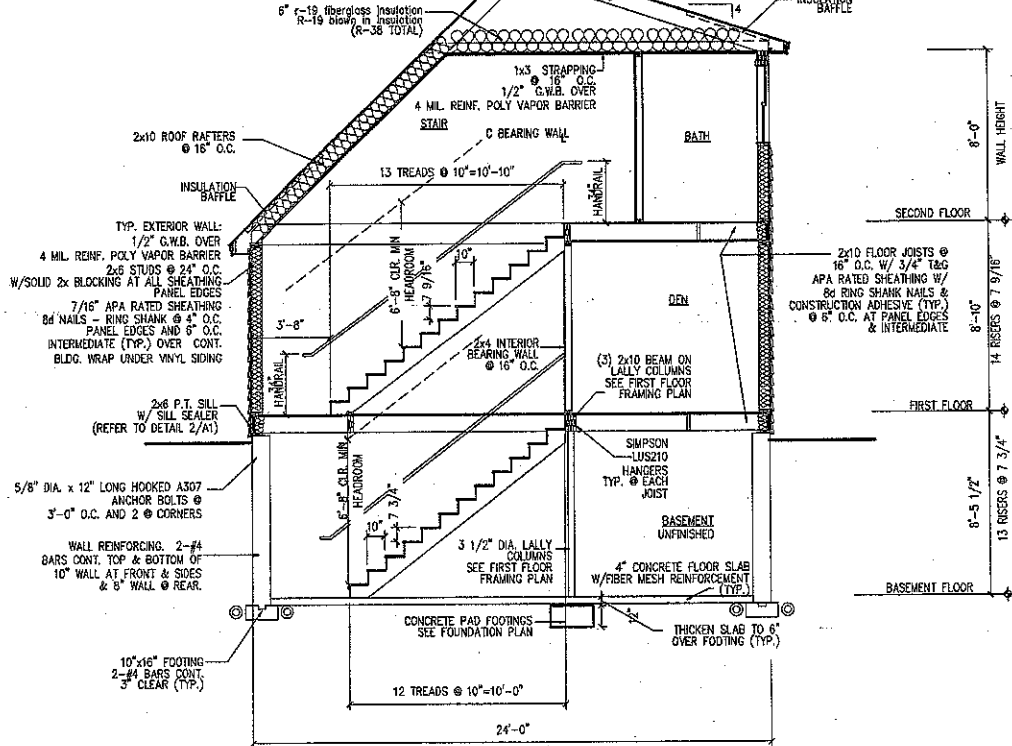 6" r-19 fiberglass insulation
R-19 blown in insulation
(R-38 TOTAL)
4
INSULATION
BAFFLE
1x3 STRAPPING
@ 16" O.C.
1/2" G.W.B. OVER
4 MIL. REINF. POLY VAPOR BARRIER
STAIR
C BEARING WALL
BATH
2x10 ROOF RAFTERS
@ 16" O.C.
13 TREADS @ 10"=10'-10"
INSULATION
BAFFLE
34"
HANDRAIL
8'-0"
WALL HEIGHT
SECOND FLOOR
TYP. EXTERIOR WALL:
1/2" G.W.B. OVER
4 MIL. REINF. POLY VAPOR BARRIER
2x6 STUDS @ 24" O.C.
W/SOLID 2x BLOCKING AT ALL SHEATHING
PANEL EDGES
7/16" APA RATED SHEATHING
8d NAILS - RING SHANK @ 4" O.C.
PANEL EDGES AND 6" O.C.
INTERMEDIATE (TYP.) OVER CONT.
BLDG. WRAP UNDER VINYL SIDING
6'-8" CLR. MIN
10"
7 9/16"
3'-8"
34"
HANDRAIL
DEN
2x10 FLOOR JOISTS @
16" O.C. W/ 3/4" T&G
APA RATED SHEATHING W/
8d RING SHANK NAILS &
CONSTRUCTION ADHESIVE (TYP.)
@ 6" O.C. AT PANEL EDGES
& INTERMEDIATE
8'-10"
14 RISERS @ 7 9/16"
2x4 INTERIOR
BEARING WALL
@ 16" O.C.
(3) 2x10 BEAM ON
LALLY COLUMNS
SEE FIRST FLOOR
FRAMING PLAN
2x6 P.T. SILL
W/ SILL SEALER
(REFER TO DETAIL 2/A1)
FIRST FLOOR
6'-8" CLR. MIN
HEADROOM
SIMPSON
LUS210
HANGERS
TYP. @ EACH
JOIST
5/8" DIA. x 12" LONG HOOKED A307
ANCHOR BOLTS @
3'-0" O.C. AND 2 @ CORNERS
7 3/4"
10"
8'-5 1/2"
13 RISERS @ 7 3/4"
BASEMENT
UNFINISHED
WALL REINFORCING. 2-#4
BARS CONT. TOP & BOTTOM OF
10" WALL AT FRONT & SIDES
& 8" WALL @ REAR.
3 1/2" DIA. LALLY
COLUMNS
SEE FIRST FLOOR
FRAMING PLAN
4" CONCRETE FLOOR SLAB
W/FIBER MESH REINFORCEMENT
(TYP.)
BASEMENT FLOOR
CONCRETE PAD FOOTINGS
SEE FOUNDATION PLAN
12"
THICKEN SLAB TO 6"
OVER FOOTING (TYP.)
10"x16" FOOTING
2-#4 BARS CONT.
3" CLEAR (TYP.)
12 TREADS @ 10"=10'-0"
24'-0"